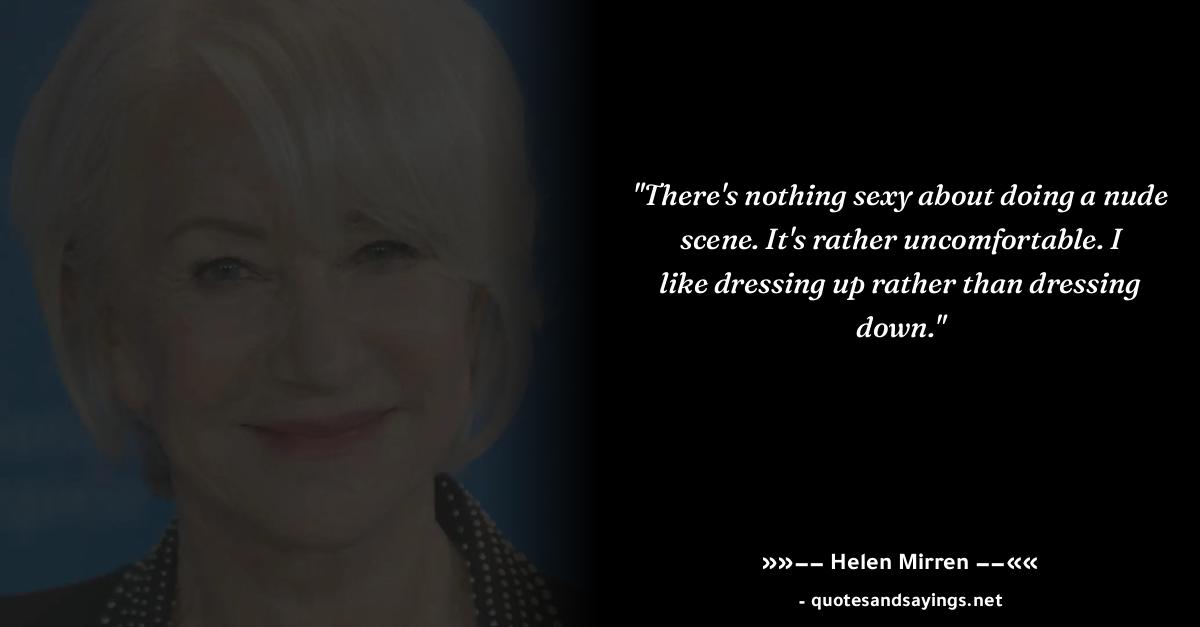 "There's nothing sexy about doing a nude
scene. It's rather uncomfortable. I
like dressing up rather than dressing
down."
»»−− Helen Mirren −−««
- quotesandsayings.net